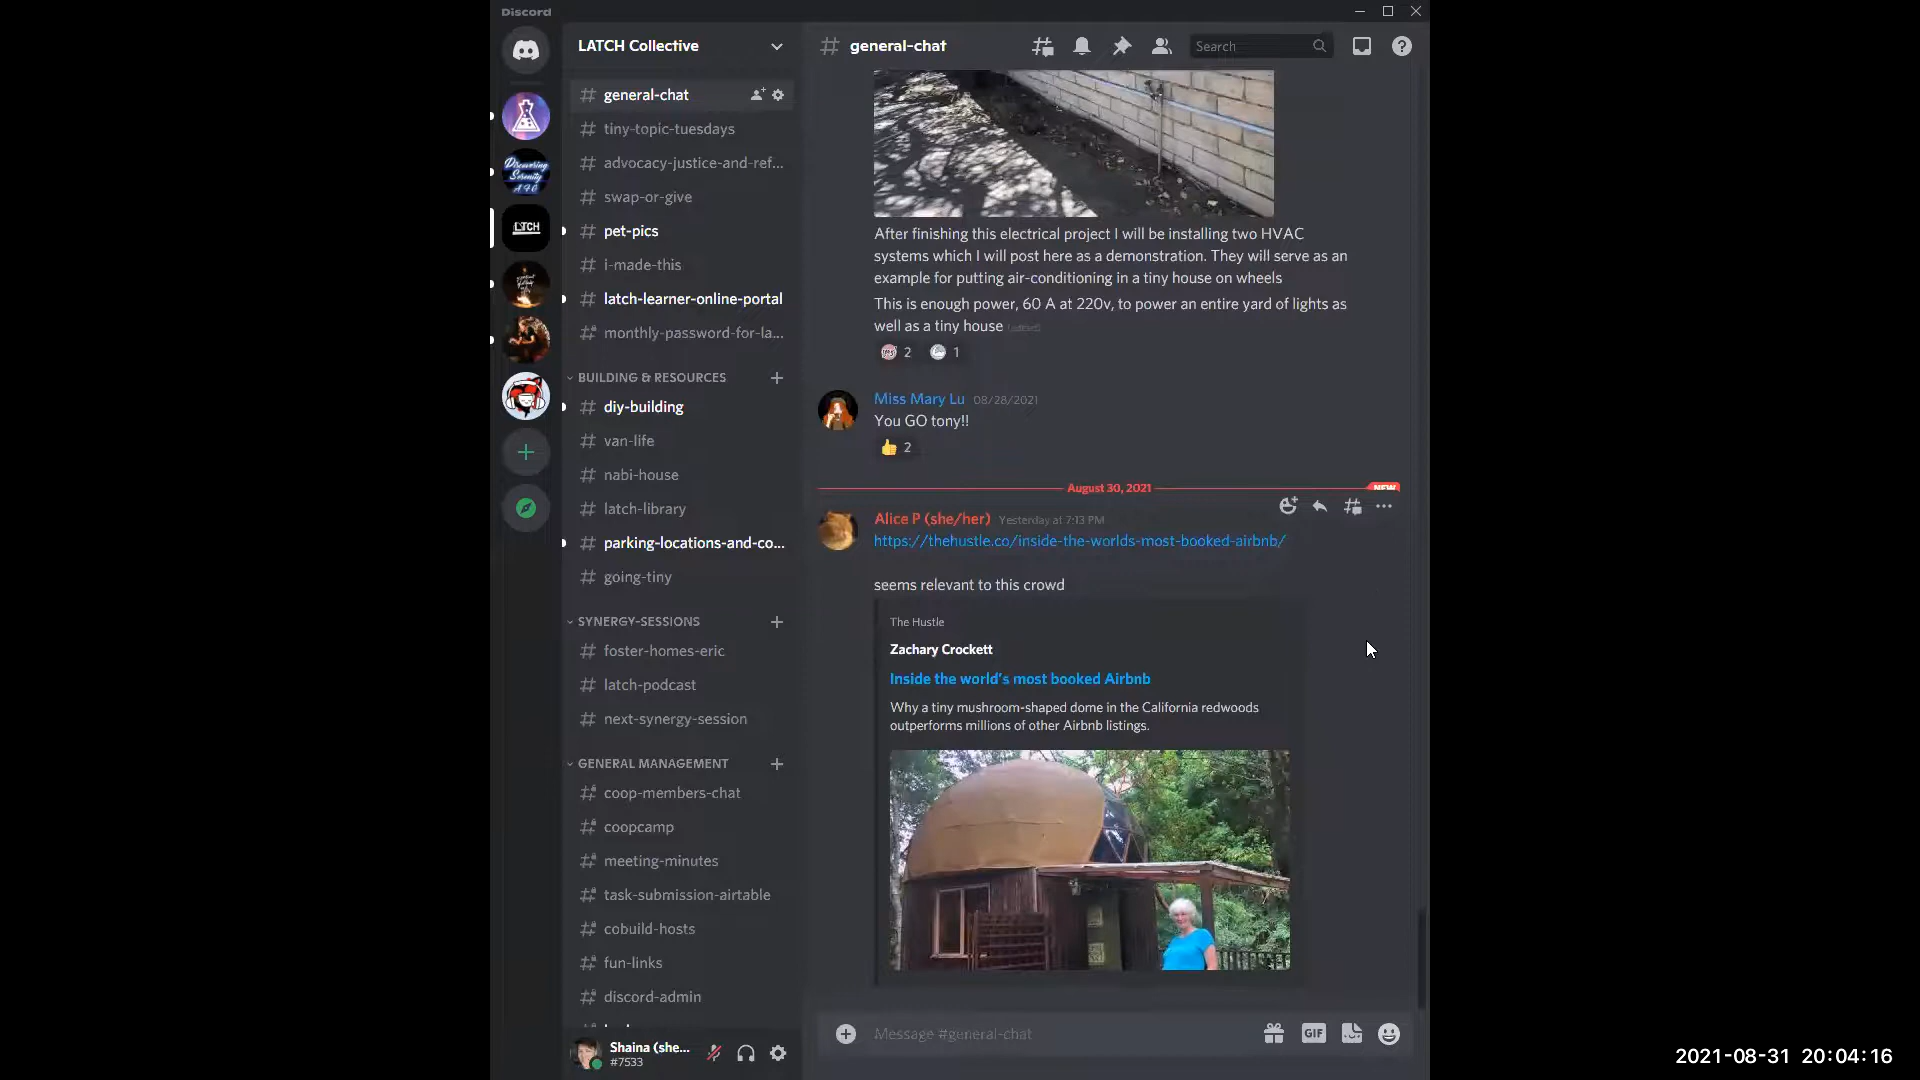 Discord
LATCH Collective
general-chat
Search
general-chat
tiny-topic-tuesdays
advocacy-justice-and-ref...
swap-or-give
pet-pics
i-made-this
latch-learner-online-portal
monthly-password-for-la...
BUILDING & RESOURCES
diy-building
van-life
nabi-house
latch-library
parking-locations-and-co...
going-tiny
SYNERGY-SESSIONS
foster-homes-eric
latch-podcast
next-synergy-session
GENERAL MANAGEMENT
coop-members-chat
coopcamp
meeting-minutes
task-submission-airtable
cobuild-hosts
fun-links
discord-admin
Shaina (she...
#7533
Discovering
Serenity
LATCH
After finishing this electrical project I will be installing two HVAC
systems which I will post here as a demonstration. They will serve as an
example for putting air-conditioning in a tiny house on wheels
This is enough power, 60 A at 220v, to power an entire yard of lights as
well as a tiny house (edited)
2 1
Miss Mary Lu 08/28/2021
You GO tony!!
2
August 30, 2021
NEW
Alice P (she/her) Yesterday at 7:13 PM
https://thehustle.co/inside-the-worlds-most-booked-airbnb/
seems relevant to this crowd
The Hustle
Zachary Crockett
Inside the world's most booked Airbnb
Why a tiny mushroom-shaped dome in the California redwoods
outperforms millions of other Airbnb listings.
Message #general-chat
GIF
2021-08-31 20:04:16